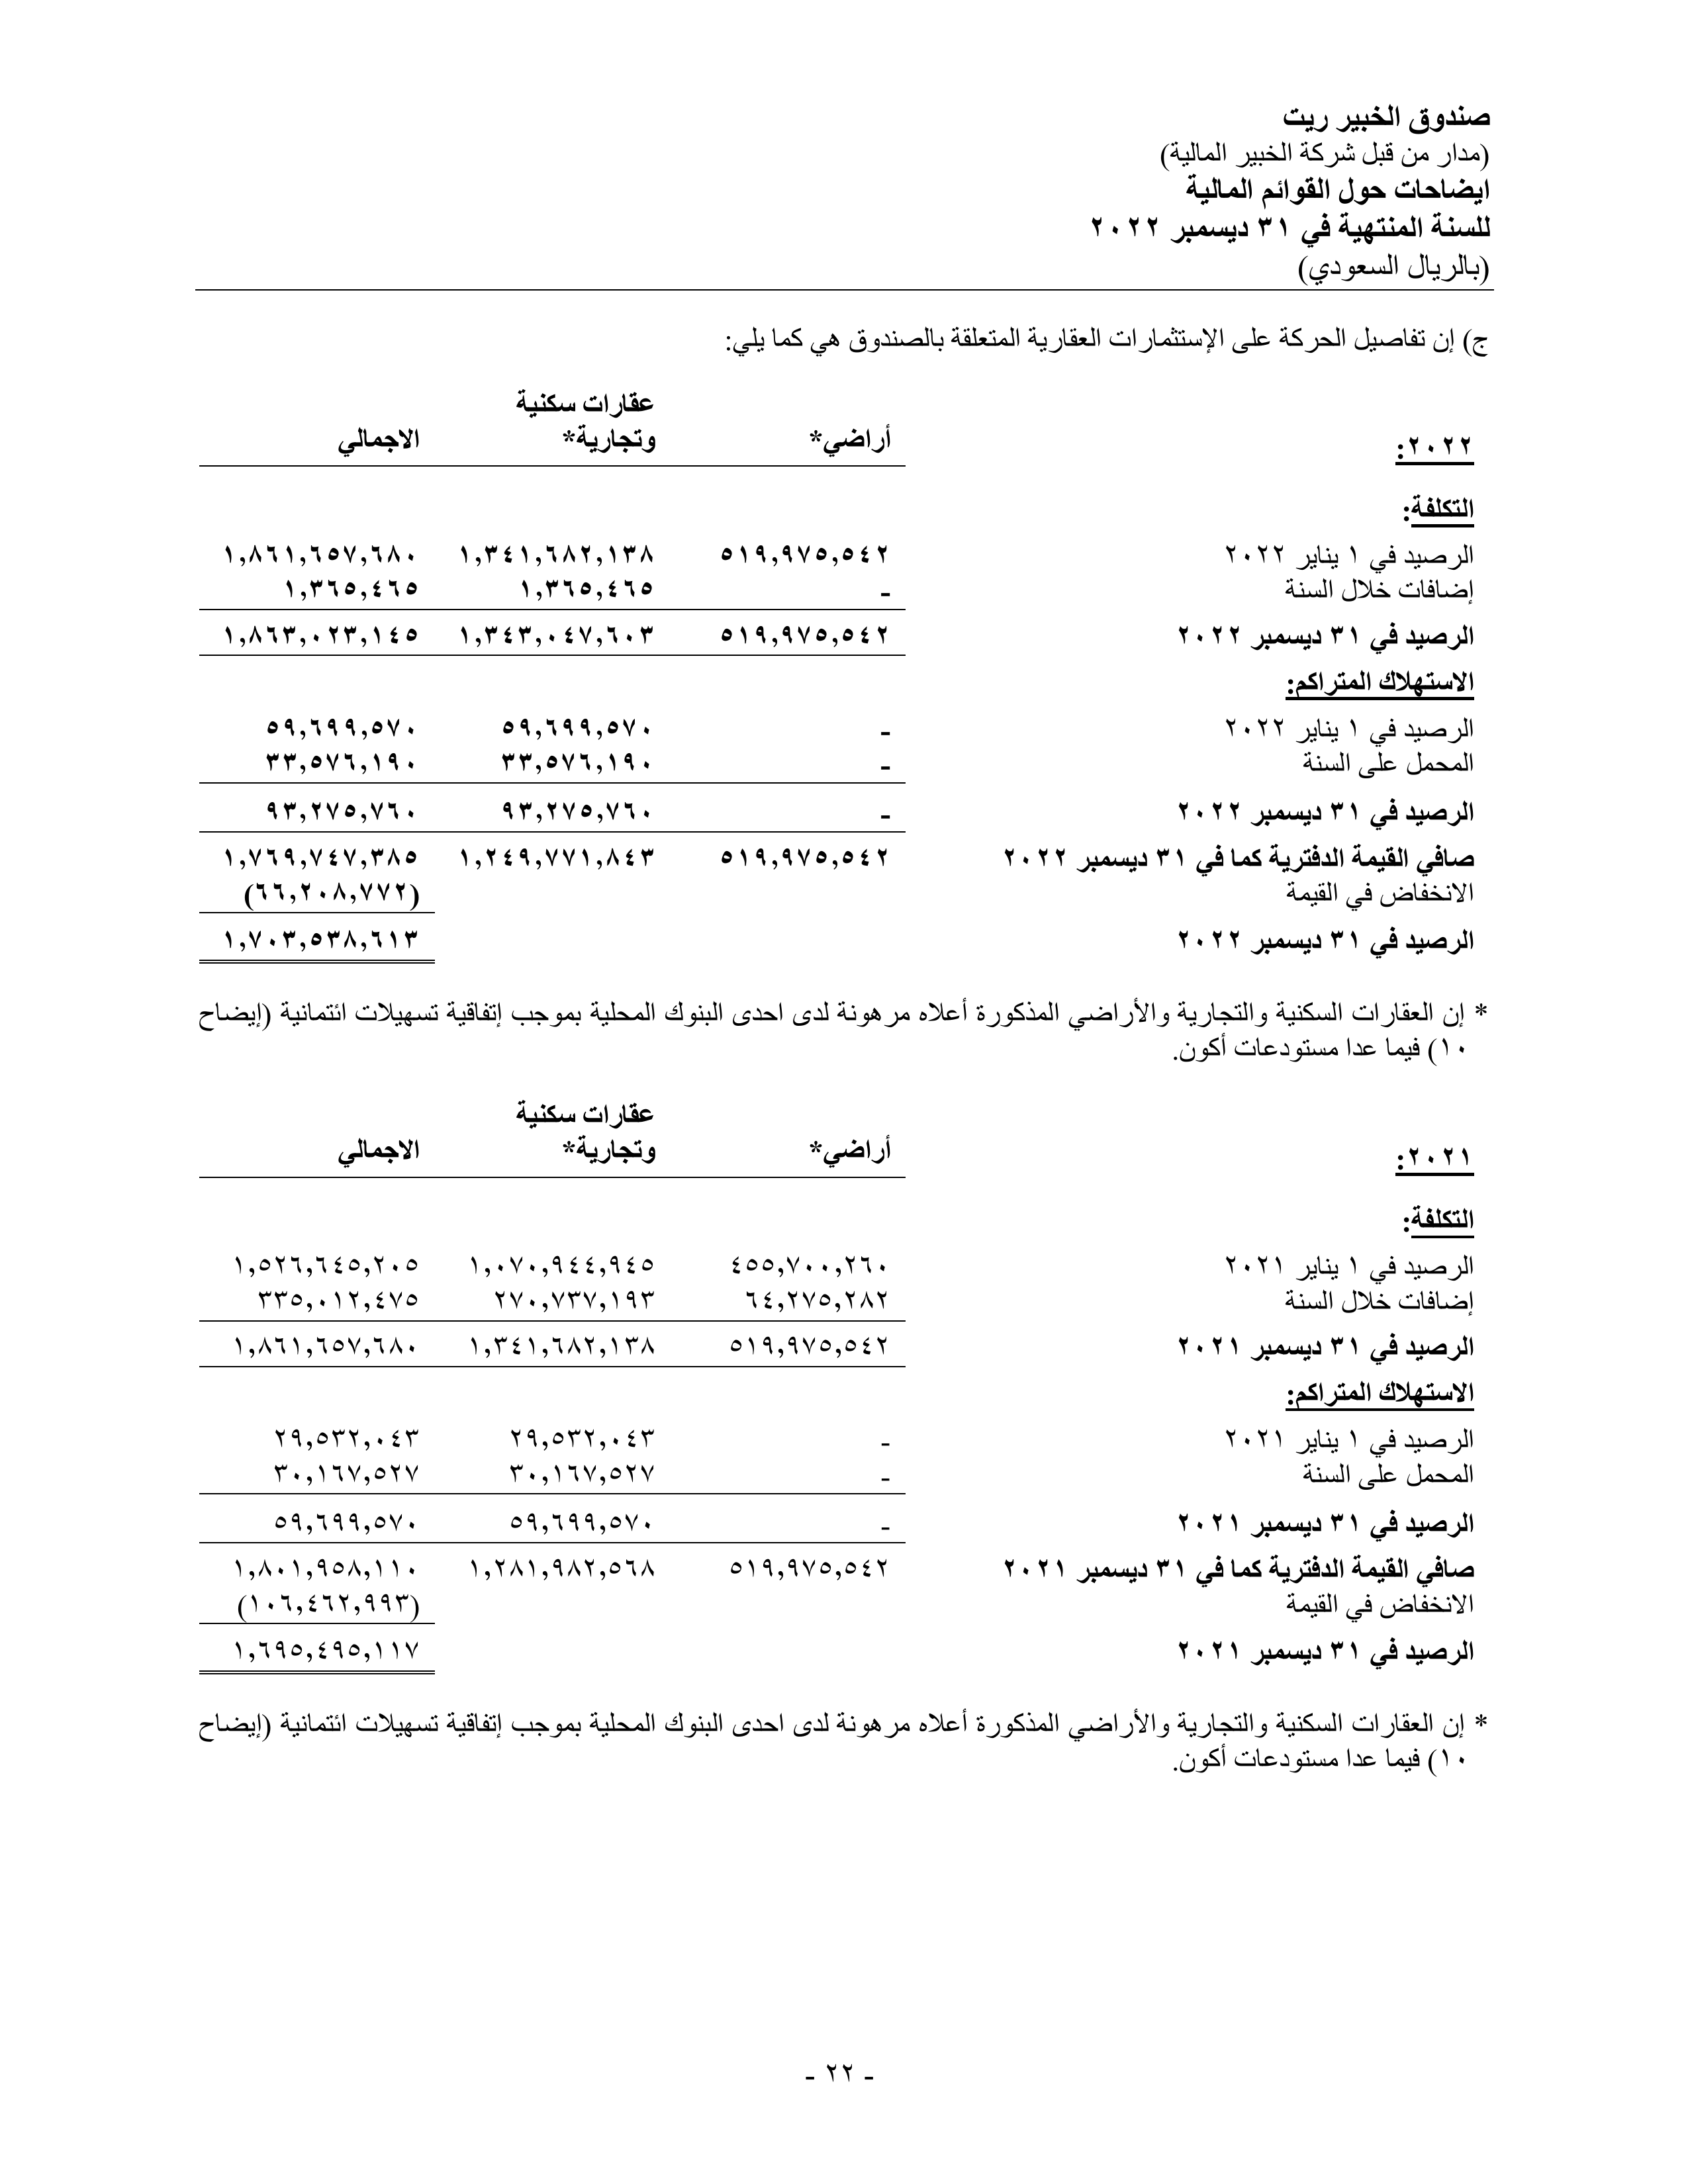 صندوق الخبير ريت
(مدار من قبل شركة الخبير المالية)
ايضاحات حول القوائم المالية
للسنة المنتهية في ٣١ ديسمبر ٢٠٢٢
(بالريال السعودي)
ج) إن تفاصيل الحركة على الإستثمارات العقارية المتعلقة بالصندوق هي كما يلي:
عقارات سكنية
٢٠٢٢: أراضي* وتجارية* الاجمالي
التكلفة:
الرصيد في ١ يناير ٢٠٢٢ ٥١٩,٩٧٥,٥٤٢ ١,٣٤١,٦٨٢,١٣٨ ١,٨٦١,٦٥٧,٦٨٠
إضافات خلال السنة - ١,٣٦٥,٤٦٥ ١,٣٦٥,٤٦٥
الرصيد في ٣١ ديسمبر ٢٠٢٢ ٥١٩,٩٧٥,٥٤٢ ١,٣٤٣,٠٤٧,٦٠٣ ١,٨٦٣,٠٢٣,١٤٥
الاستهلاك المتراكم:
الرصيد في ١ يناير ٢٠٢٢ - ٥٩,٦٩٩,٥٧٠ ٥٩,٦٩٩,٥٧٠
المحمل على السنة - ٣٣,٥٧٦,١٩٠ ٣٣,٥٧٦,١٩٠
الرصيد في ٣١ ديسمبر ٢٠٢٢ - ٩٣,٢٧٥,٧٦٠ ٩٣,٢٧٥,٧٦٠
صافي القيمة الدفترية كما في ٣١ ديسمبر ٢٠٢٢ ٥١٩,٩٧٥,٥٤٢ ١,٢٤٩,٧٧١,٨٤٣ ١,٧٦٩,٧٤٧,٣٨٥
الانخفاض في القيمة (٦٦,٢٠٨,٧٧٢)
الرصيد في ٣١ ديسمبر ٢٠٢٢ ١,٧٠٣,٥٣٨,٦١٣
* إن العقارات السكنية والتجارية والأراضي المذكورة أعلاه مرهونة لدى احدى البنوك المحلية بموجب إتفاقية تسهيلات ائتمانية (إيضاح
١٠) فيما عدا مستودعات أكون.
عقارات سكنية
٢٠٢١: أراضي* وتجارية* الاجمالي
التكلفة:
الرصيد في ١ يناير ٢٠٢١ ٤٥٥,٧٠٠,٢٦٠ ١,٠٧٠,٩٤٤,٩٤٥ ١,٥٢٦,٦٤٥,٢٠٥
إضافات خلال السنة ٦٤,٢٧٥,٢٨٢ ٢٧٠,٧٣٧,١٩٣ ٣٣٥,٠١٢,٤٧٥
الرصيد في ٣١ ديسمبر ٢٠٢١ ٥١٩,٩٧٥,٥٤٢ ١,٣٤١,٦٨٢,١٣٨ ١,٨٦١,٦٥٧,٦٨٠
الاستهلاك المتراكم:
الرصيد في ١ يناير ٢٠٢١ - ٢٩,٥٣٢,٠٤٣ ٢٩,٥٣٢,٠٤٣
المحمل على السنة - ٣٠,١٦٧,٥٢٧ ٣٠,١٦٧,٥٢٧
الرصيد في ٣١ ديسمبر ٢٠٢١ - ٥٩,٦٩٩,٥٧٠ ٥٩,٦٩٩,٥٧٠
صافي القيمة الدفترية كما في ٣١ ديسمبر ٢٠٢١ ٥١٩,٩٧٥,٥٤٢ ١,٢٨١,٩٨٢,٥٦٨ ١,٨٠١,٩٥٨,١١٠
الانخفاض في القيمة (١٠٦,٤٦٢,٩٩٣)
الرصيد في ٣١ ديسمبر ٢٠٢١ ١,٦٩٥,٤٩٥,١١٧
* إن العقارات السكنية والتجارية والأراضي المذكورة أعلاه مرهونة لدى احدى البنوك المحلية بموجب إتفاقية تسهيلات ائتمانية (إيضاح
١٠) فيما عدا مستودعات أكون.
- ٢٢ -